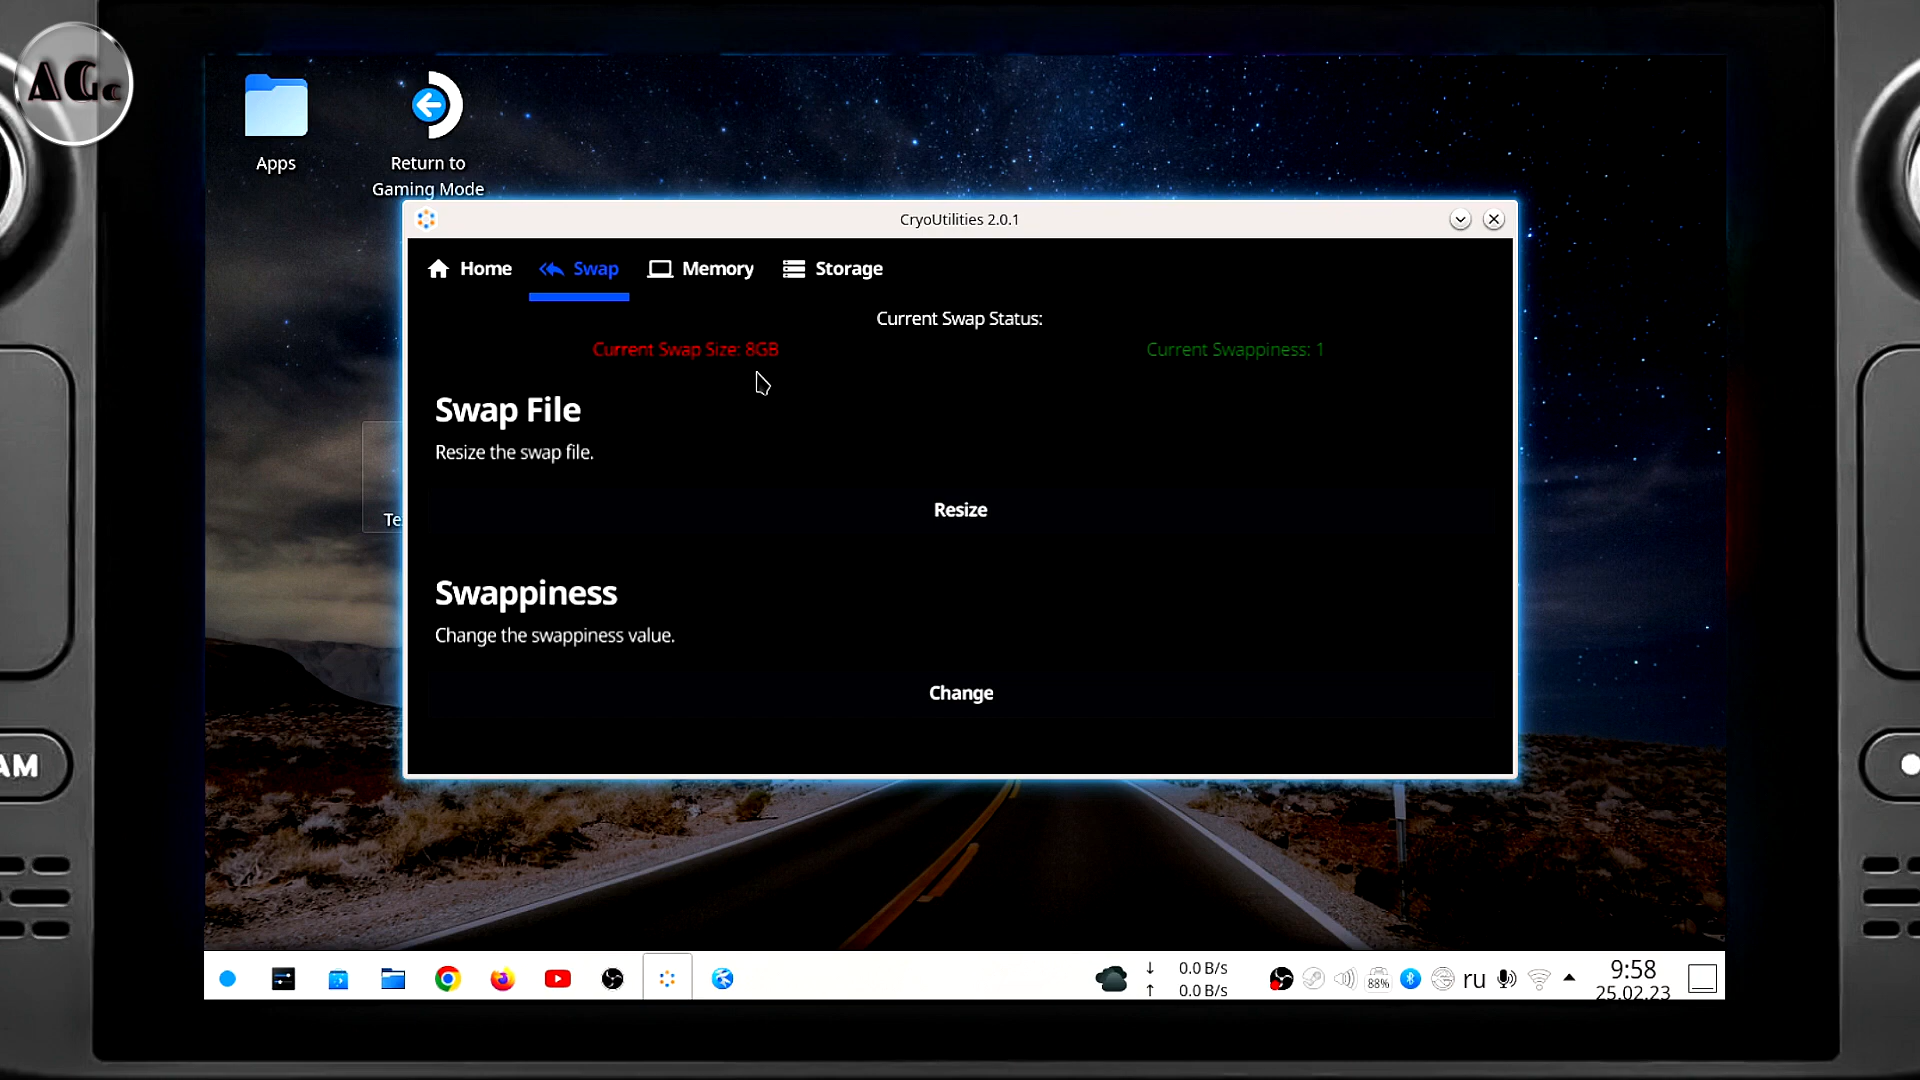 AGc
Apps
Return to
Gaming Mode
CryoUtilities 2.0.1
Home
Swap
Memory
Storage
Current Swap Status:
Current Swap Size: 8GB
Current Swappiness: 1
Swap File
Resize the swap file.
Te
Resize
Swappiness
Change the swappiness value.
Change
AM
↓ 0.0 B/s
↑ 0.0 B/s
88%
ru
9:58
25.02.23